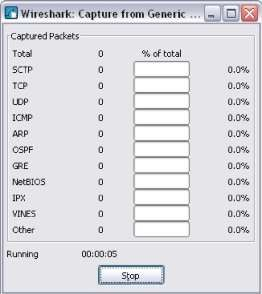 Wireshark: Capture from Generic ...
Captured Packets
Total 0 % of total
SCTP 0 0.0%
TCP 0 0.0%
UDP 0 0.0%
ICMP 0 0.0%
ARP 0 0.0%
OSPF 0 0.0%
GRE 0 0.0%
NetBIOS 0 0.0%
IPX 0 0.0%
VINES 0 0.0%
Other 0 0.0%
Running 00:00:05
Stop